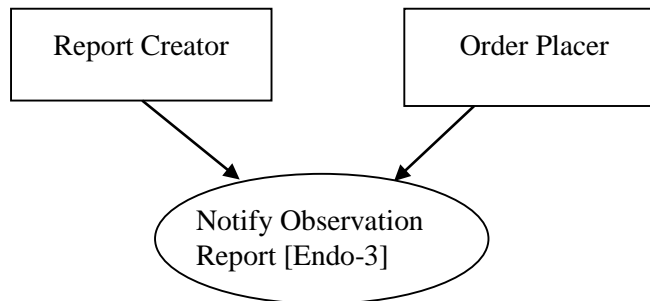 Report Creator
Order Placer
Notify Observation
Report [Endo-3]